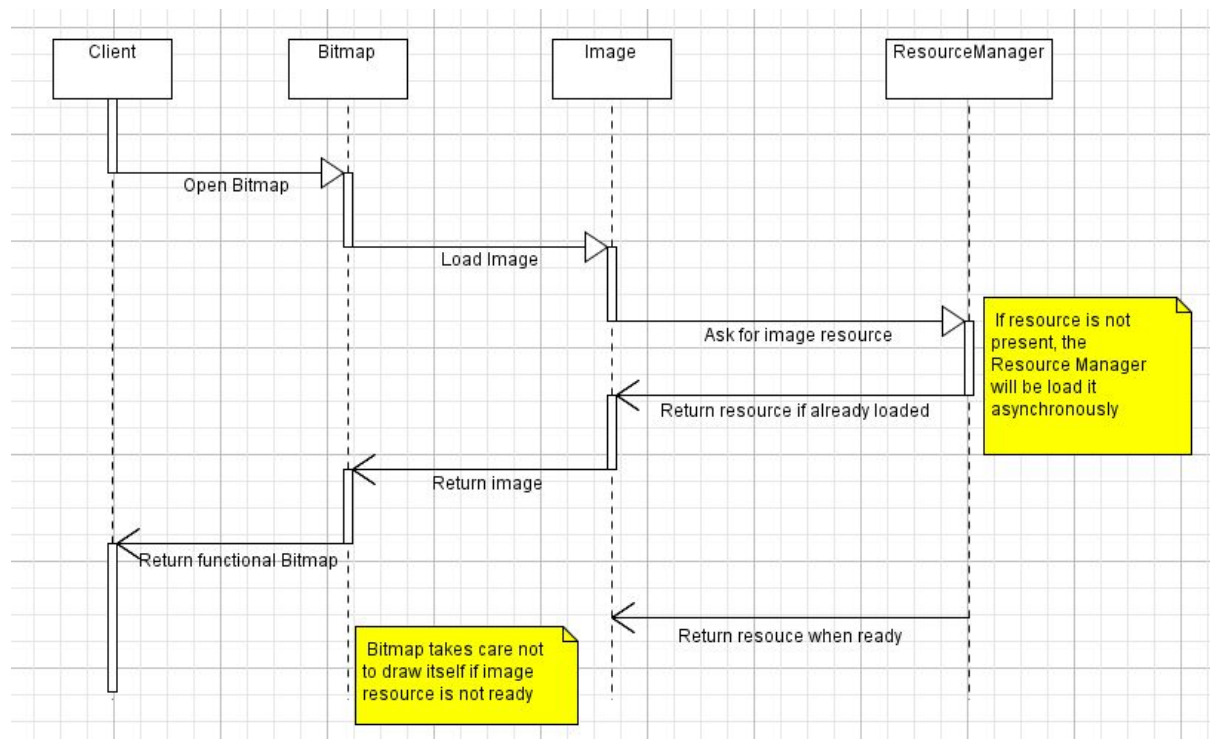 Client
Bitmap
Image
ResourceManager
Open Bitmap
Load Image
Ask for image resource
If resource is not
present, the
Resource Manager
will be load it
asynchronously
Return resource if already loaded
Return image
Return functional Bitmap
Return resouce when ready
Bitmap takes care not
to draw itself if image
resource is not ready